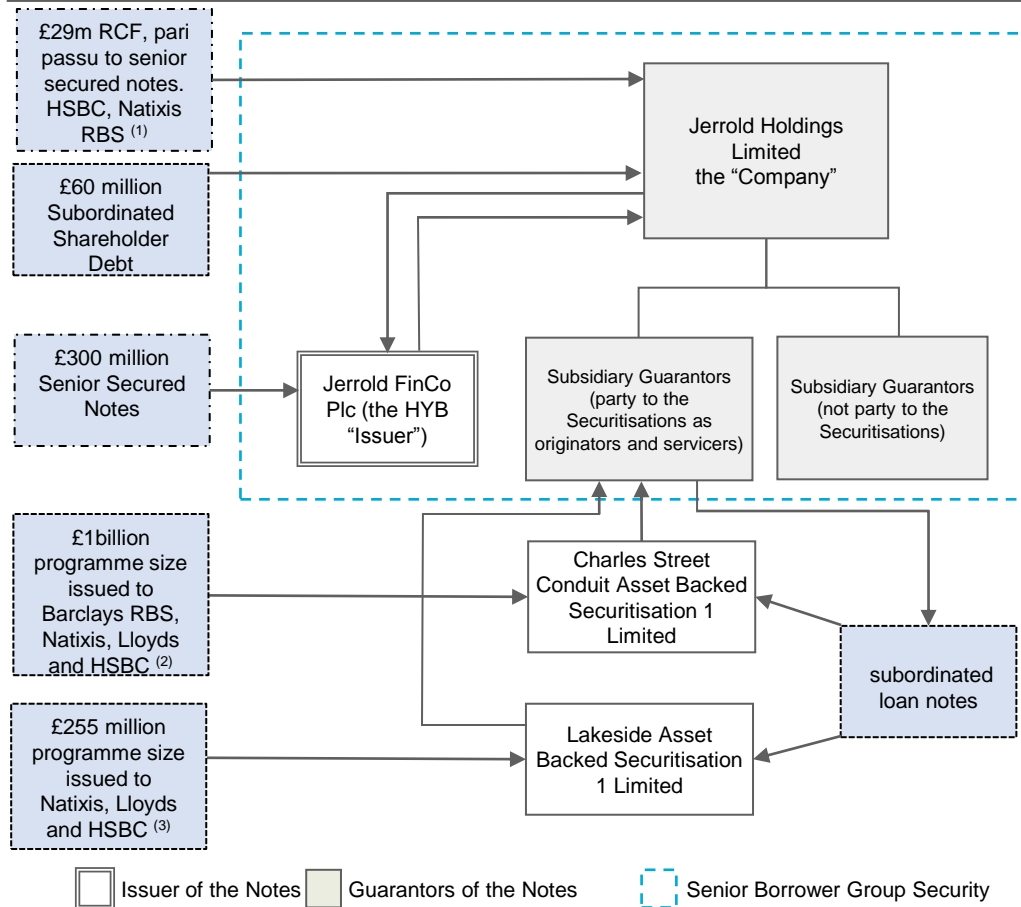 £29m RCF, pari
passu to senior
secured notes.
HSBC, Natixis
RBS (1)
£60 million
Subordinated
Shareholder
Debt
£300 million
Senior Secured
Notes
£1billion
programme size
issued to
Barclays RBS,
Natixis, Lloyds
and HSBC (2)
£255 million
programme size
issued to
Natixis, Lloyds
and HSBC (3)
Jerrold Holdings
Limited
the “Company”
Jerrold FinCo
Plc (the HYB
“Issuer”)
Subsidiary Guarantors
(party to the
Securitisations as
originators and servicers)
Subsidiary Guarantors
(not party to the
Securitisations)
Charles Street
Conduit Asset Backed
Securitisation 1
Limited
Lakeside Asset
Backed Securitisation
1 Limited
subordinated
loan notes
Issuer of the Notes
Guarantors of the Notes
Senior Borrower Group Security